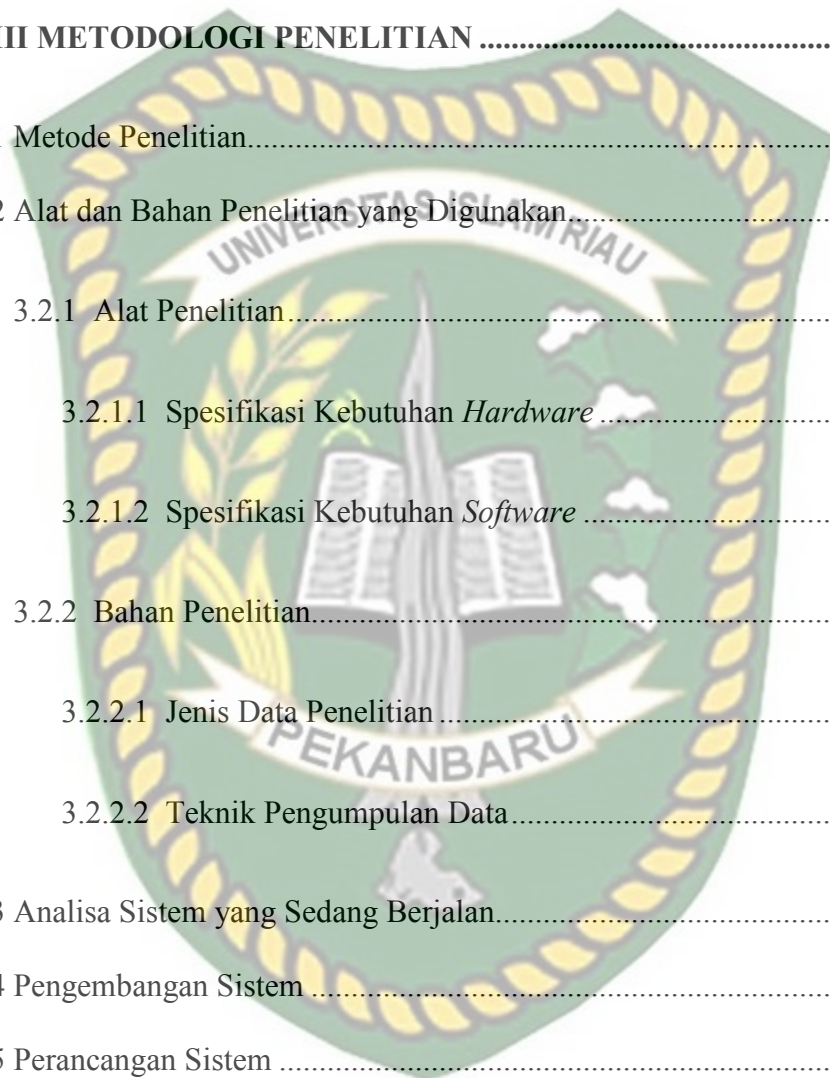 III METODOLOGI PENELITIAN ..............................................
Metode Penelitian..............................................................................
2 Alat dan Bahan Penelitian yang Digunakan....................................
UNIVERSITAS ISLAM RIAU
3.2.1 Alat Penelitian........................................................................
3.2.1.1 Spesifikasi Kebutuhan Hardware ..............................
3.2.1.2 Spesifikasi Kebutuhan Software ................................
3.2.2 Bahan Penelitian.....................................................................
3.2.2.1 Jenis Data Penelitian ..................................................
PEKANBARU
3.2.2.2 Teknik Pengumpulan Data.........................................
3 Analisa Sistem yang Sedang Berjalan.............................................
4 Pengembangan Sistem ....................................................................
5 Perancangan Sistem ........................................................................